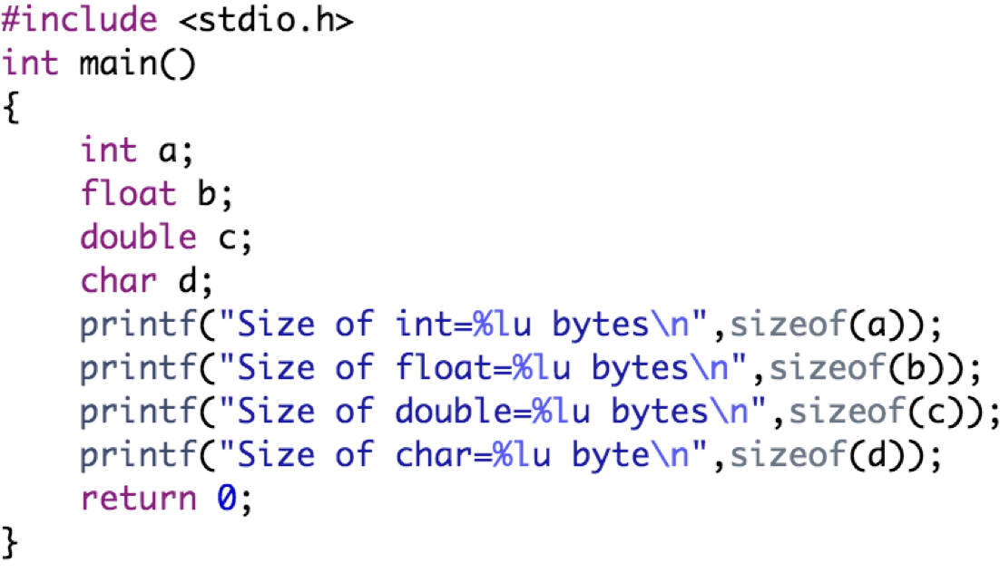 #include <stdio.h>
int main()
{
    int a;
    float b;
    double c;
    char d;
    printf("Size of int=%lu bytes\n",sizeof(a));
    printf("Size of float=%lu bytes\n",sizeof(b));
    printf("Size of double=%lu bytes\n",sizeof(c));
    printf("Size of char=%lu byte\n",sizeof(d));
    return 0;
}